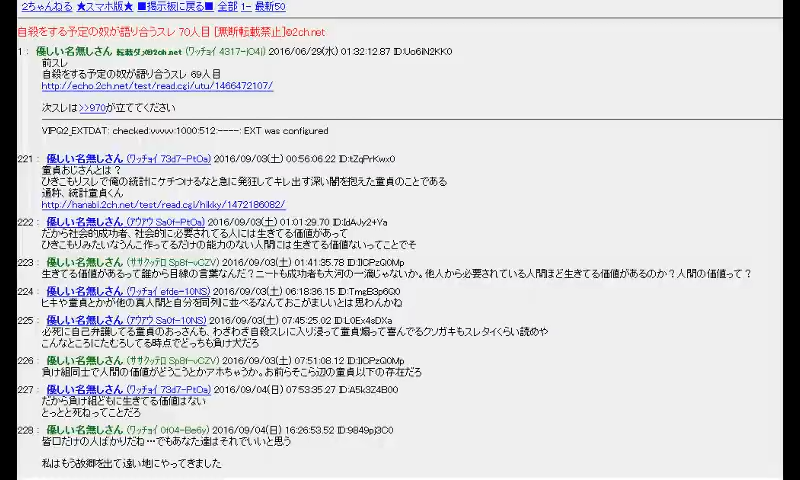 2ちゃんねる ★スマホ版★ ■掲示板に戻る■ 全部 1- 最新50
自殺をする予定の奴が語り合うスレ 70人目 [無断転載禁止]©2ch.net
1 : 優しい名無しさん 転載ダメ©2ch.net (ワッチョイ 4317-jO4j) 2016/06/29(水) 01:32:12.87 ID:Uo6iN2KK0
前スレ
自殺をする予定の奴が語り合うスレ 69人目
http://echo.2ch.net/test/read.cgi/utu/1466472107/
次スレは>>970が立ててください
VIPQ2_EXTDAT: checked:vvvvv:1000:512:----: EXT was configured
221 : 優しい名無しさん (ワッチョイ 73d7-PtOa) 2016/09/03(土) 00:56:06.22 ID:tZqPrKwx0
童貞おじさんとは？
ひきこもりスレで俺の統計にケチつけるなと急に発狂してキレ出す深い闇を抱えた童貞のことである
通称、統計童貞くん
http://hanabi.2ch.net/test/read.cgi/hikky/1472186082/
222 : 優しい名無しさん (アウアウ Sa0f-PtOa) 2016/09/03(土) 01:01:29.70 ID:IdAJy2+Va
だから社会的成功者、社会的に必要されてる人には生きてる価値があって
ひきこもりみたいなうんこ作ってるだけの能力のない人間には生きてる価値ないってことでそ
223 : 優しい名無しさん (ササクッテロ Sp8f-vCZV) 2016/09/03(土) 01:41:35.78 ID:ICPzG0Mp
生きてる価値があるって誰から目線の言葉なんだ？ニートも成功者も大河の一滴じゃないか。他人から必要されている人間ほど生きてる価値があるのか？人間の価値って？
224 : 優しい名無しさん (ワッチョイ efde-10NS) 2016/09/03(土) 06:18:36.15 ID:TmgB3p6G0
ヒキや童貞とかが他の真人間と自分を同列に並べるなんておこがましいとは思わんかね
225 : 優しい名無しさん (アウアウ Sa0f-10NS) 2016/09/03(土) 07:45:25.02 ID:L0Ex4sDXa
必死に自己弁護してる童貞のおっさんも、わざわざ自殺スレに入り浸って童貞煽って喜んでるクソガキもスレタイくらい読めや
こんなところにたむろしてる時点でどっちも負け犬だろ
226 : 優しい名無しさん (ササクッテロ Sp8f-vCZV) 2016/09/03(土) 07:51:08.12 ID:ICPzG0Mp
負け組同士で人間の価値がどうこうとかアホちゃうか。お前らそこら辺の童貞以下の存在だろ
227 : 優しい名無しさん (ワッチョイ 73d7-PtOa) 2016/09/04(日) 07:53:35.27 ID:A5k3Z4B00
だから負け組どもに生きてる価値はない
とっとと死ねってことだろ
228 : 優しい名無しさん (ワッチョイ 0f04-Be6y) 2016/09/04(日) 16:26:53.52 ID:9849pj3C0
皆口だけの人ばかりだね…でもあなた達はそれでいいと思う
私はもう故郷を出て遠い地にやってきました